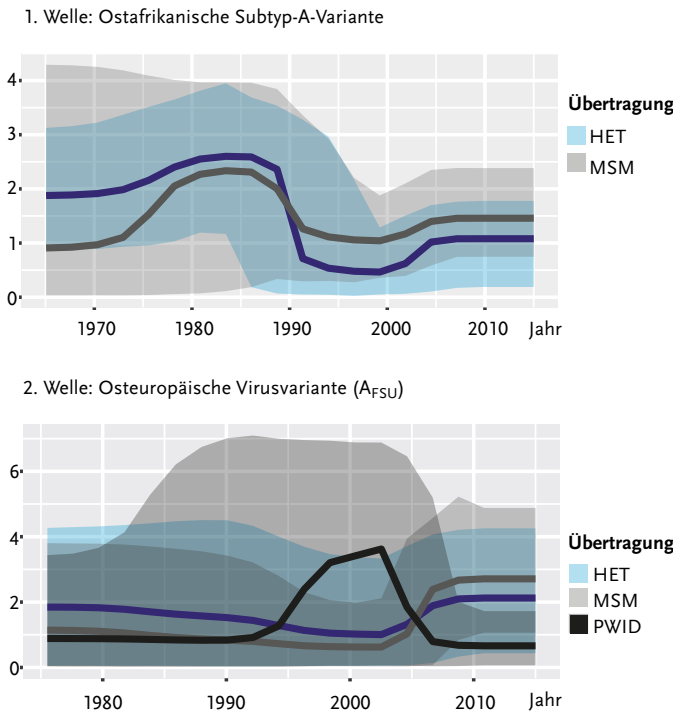 1. Welle: Ostafrikanische Subtyp-A-Variante
4
3
2
1
0
1970 1980 1990 2000 2010 Jahr
Übertragung
HET
MSM
2. Welle: Osteuropäische Virusvariante (AFSU)
6
4
2
0
1980 1990 2000 2010 Jahr
Übertragung
HET
MSM
PWID